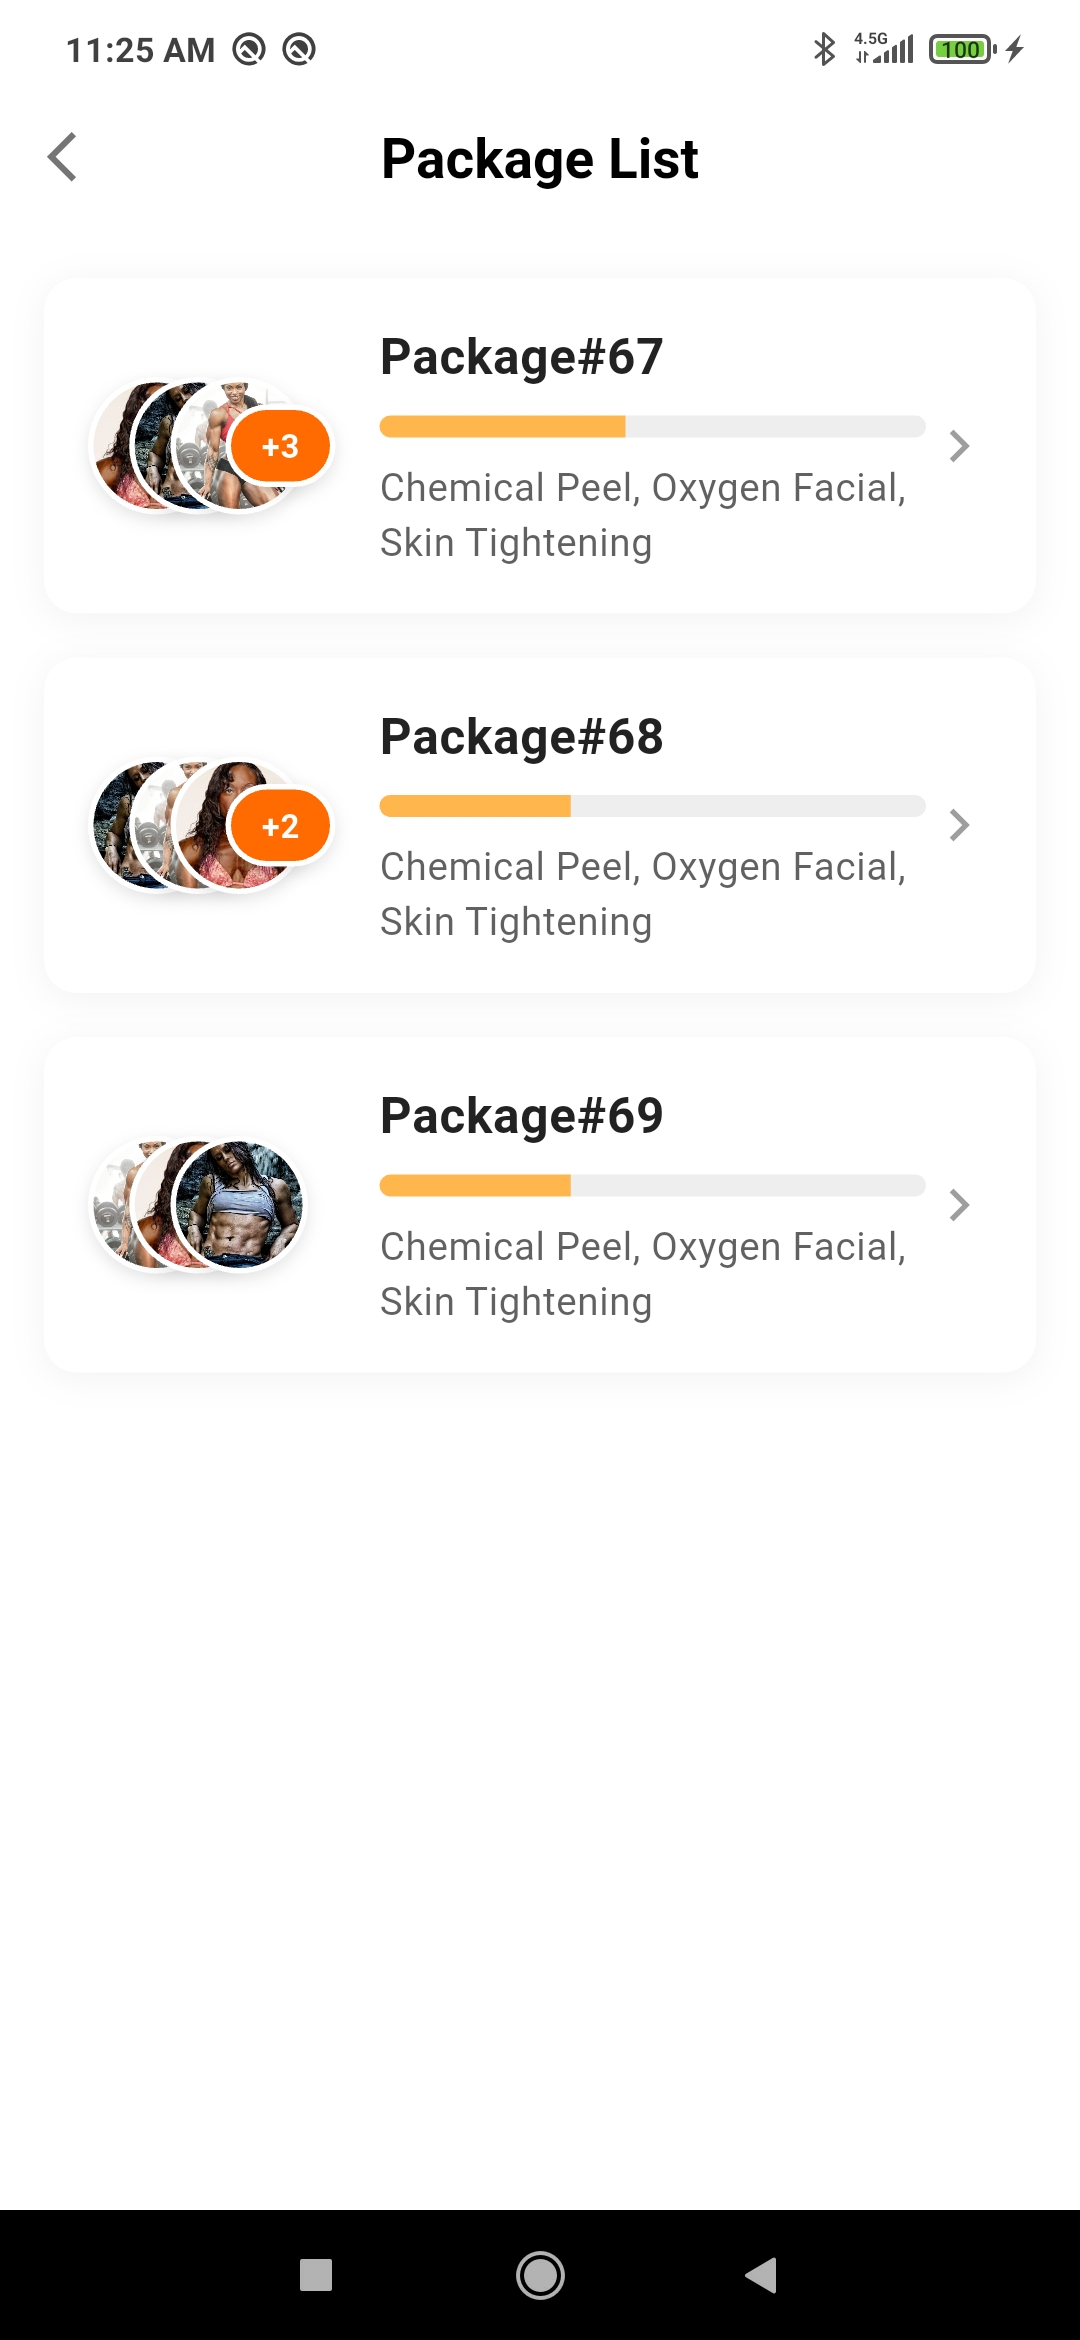 11:25 AM
4.5G
100
Package List
Package#67
+3
Chemical Peel, Oxygen Facial,
Skin Tightening
Package#68
+2
Chemical Peel, Oxygen Facial,
Skin Tightening
Package#69
Chemical Peel, Oxygen Facial,
Skin Tightening